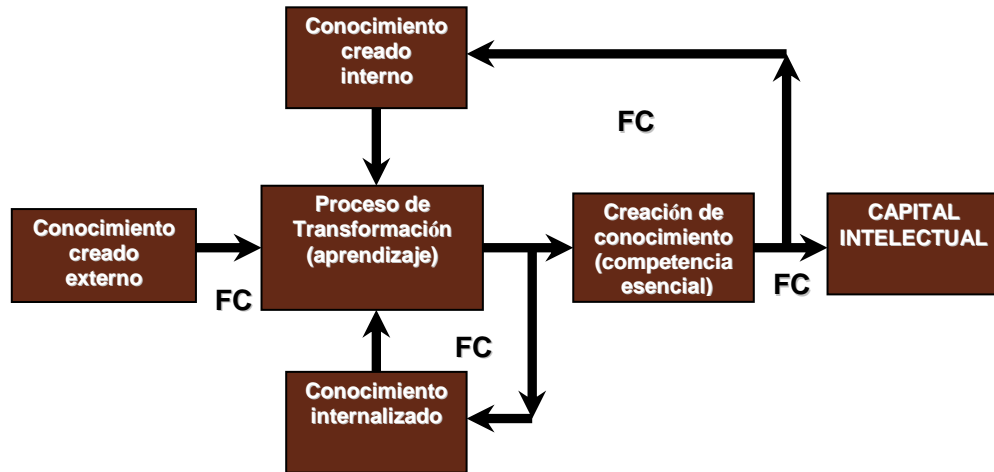 Conocimiento
creado
interno
FC
Conocimiento
creado
externo
Proceso de
Transformación
(aprendizaje)
Creación de
conocimiento
(competencia
esencial)
CAPITAL
INTELECTUAL
FC
FC
FC
Conocimiento
internalizado